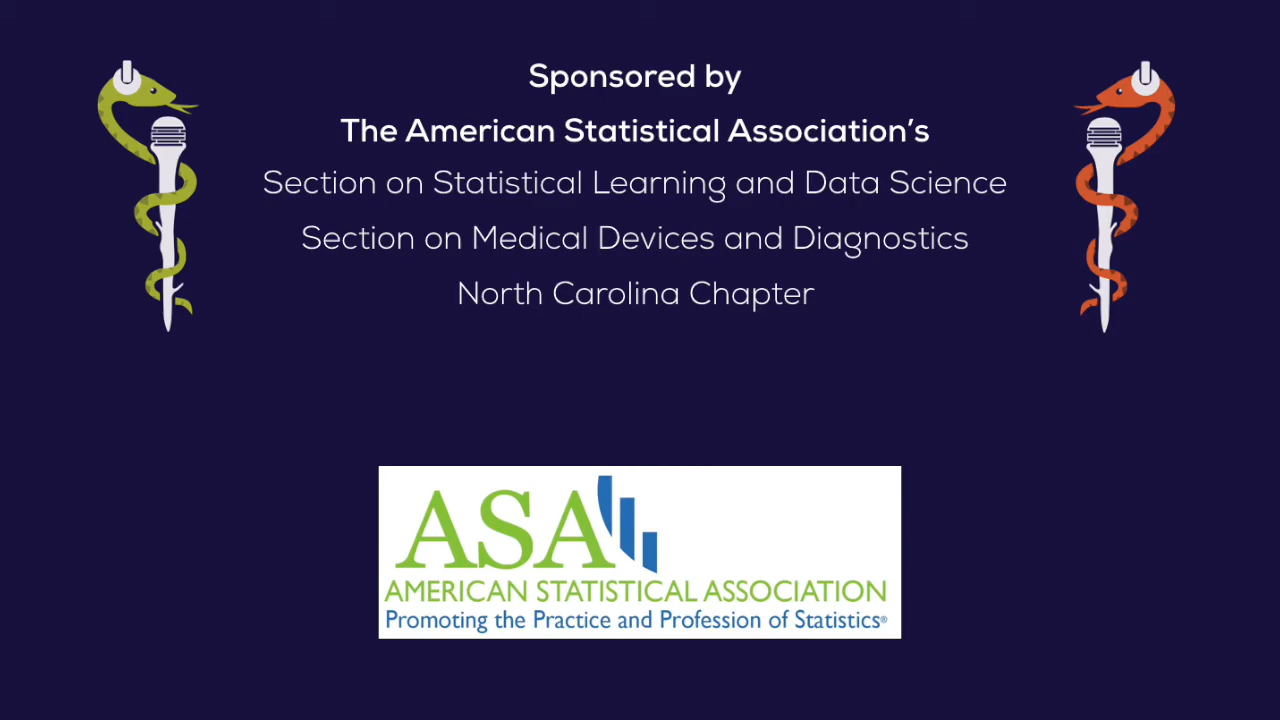 Sponsored by
The American Statistical Association’s
Section on Statistical Learning and Data Science
Section on Medical Devices and Diagnostics
North Carolina Chapter
ASA
AMERICAN STATISTICAL ASSOCIATION
Promoting the Practice and Profession of Statistics®